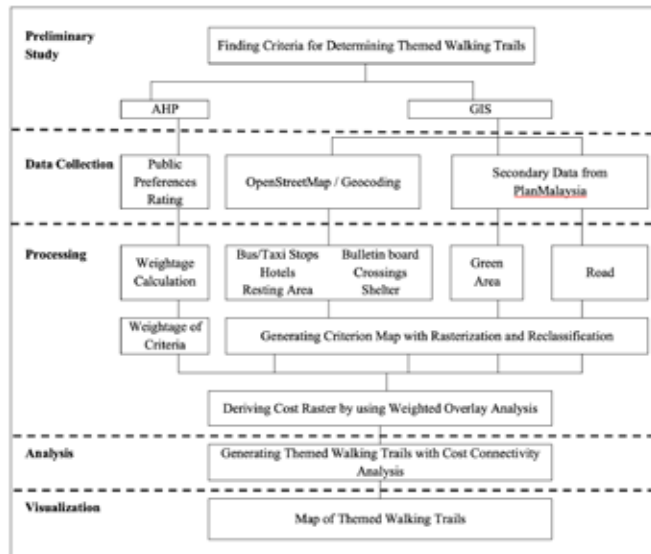 Preliminary
Study
Finding Criteria for Determining Themed Walking Trails
AHP
GIS
Data Collection
Public
Preferences
Rating
OpenStreetMap / Geocoding
Secondary Data from
PlanMalaysia
Processing
Weightage
Calculation
Bus/Taxi Stops
Hotels
Resting Area
Bulletin board
Crossings
Shelter
Green
Area
Road
Weightage of
Criteria
Generating Criterion Map with Rasterization and Reclassification
Deriving Cost Raster by using Weighted Overlay Analysis
Analysis
Generating Themed Walking Trails with Cost Connectivity
Analysis
Visualization
Map of Themed Walking Trails